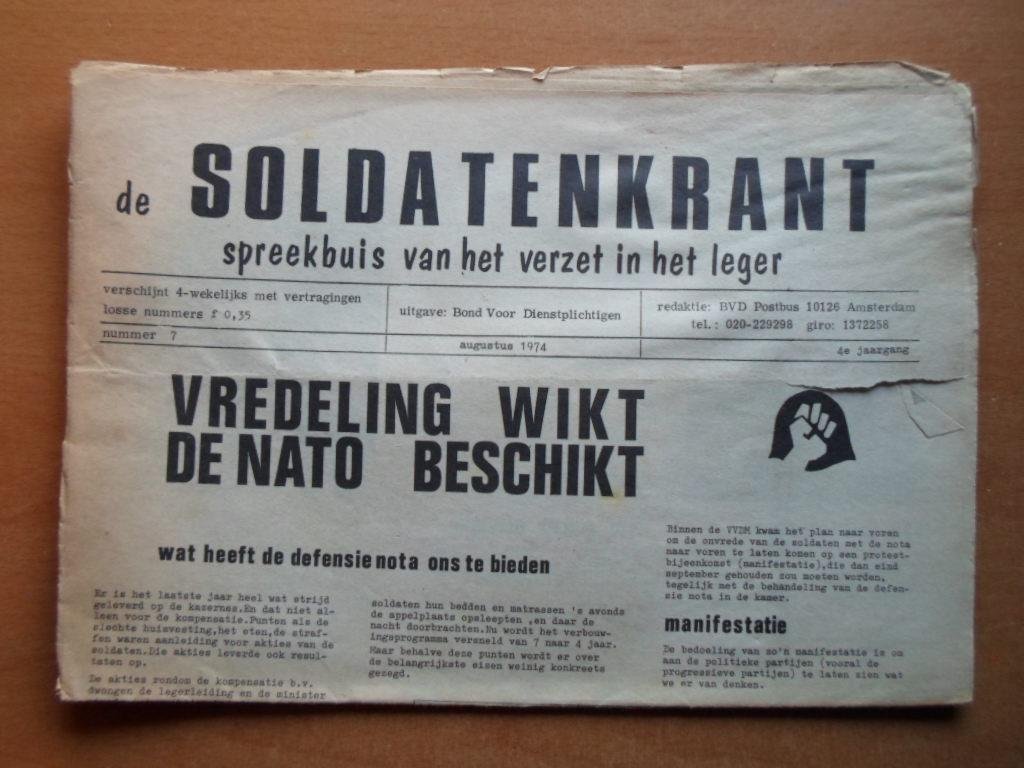 de SOLDATENKRANT
spreekbuis van het verzet in het leger
verschijnt 4-wekelijks met vertragingen
losse nummers f 0,35
nummer 7
uitgave: Bond Voor Dienstplichtigen
augustus 1974
redaktie: BVD Postbus 10126 Amsterdam
tel.: 020-229298 giro: 1372258
4e jaargang
VREDELING WIKT
DE NATO BESCHIKT
wat heeft de defensienota ons te bieden
Er is het laatste jaar heel wat strijd
geleverd op de kazernes.En dat niet al-
leen voor de kompensatie.Punten als de
slechte huisvesting,het eten,de straf-
fen waren aanleiding voor akties van de
soldaten.Die akties leverde ook resul-
taten op.
De akties rondom de kompensatie b.v.
dwongen de legerleiding en de minister
soldaten hun bedden en matrassen 's avonds
de appelplaats opsleepten ,en daar de
nacht doorbrachten.Nu wordt het verbouw-
ingsprogramma versneld van 7 naar 4 jaar.
Maar behalve deze punten wordt er over
de belangrijkste eisen weinig konkreets
gezegd.
Binnen de VVDM kwam het plan naar voren
om de onvrede van de soldaten met de nota
naar voren te laten komen op een protest-
bijeenkomst (manifestatie),die dan eind
september gehouden zou moeten worden,
tegelijk met de behandeling van de defen-
sie nota in de kamer.
manifestatie
De bedoeling van zo'n manifestatie is om
aan de politieke partijen (vooral de
progressieve partijen) te laten zien wat
we er van denken.